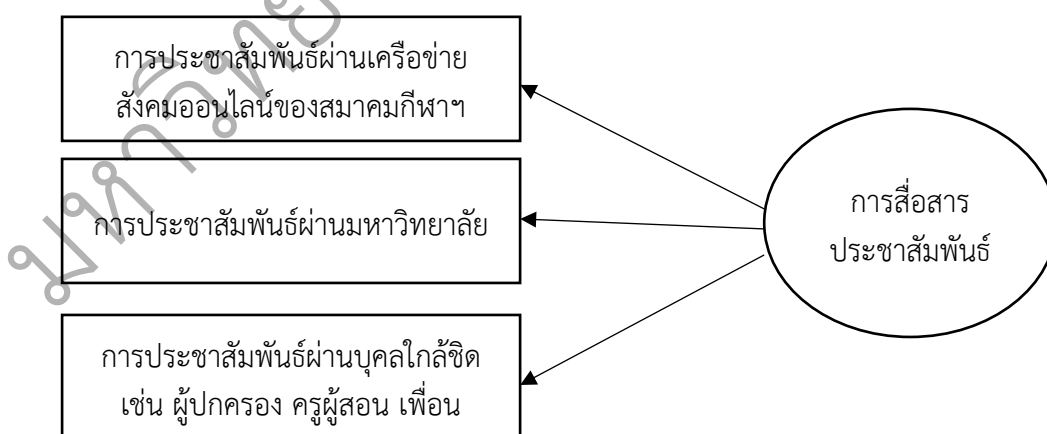 การประชาสัมพันธ์ผ่านเครือข่าย
สังคมออนไลน์ของสมาคมกีฬาฯ
การประชาสัมพันธ์ผ่านมหาวิทยาลัย
การประชาสัมพันธ์ผ่านบุคลใกล้ชิด
เช่น ผู้ปกครอง ครูผู้สอน เพื่อน
การสื่อสาร
ประชาสัมพันธ์